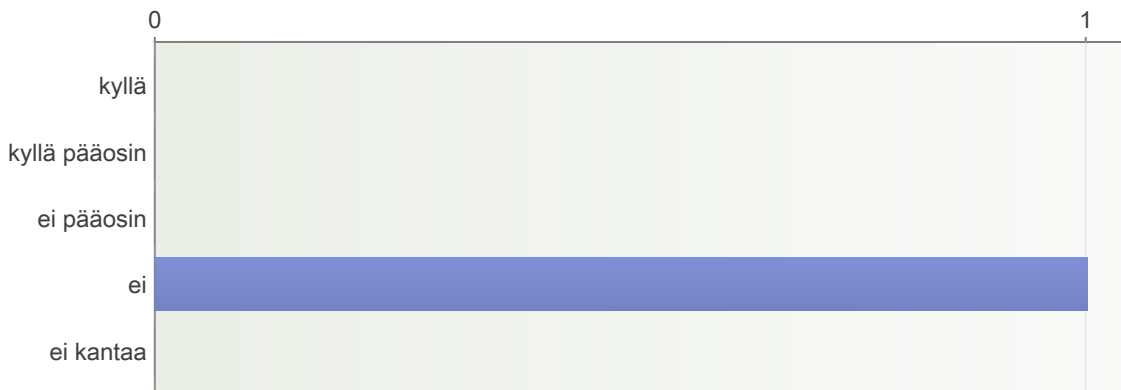 0 1
kyllä
kyllä pääosin
ei pääosin
ei
ei kantaa